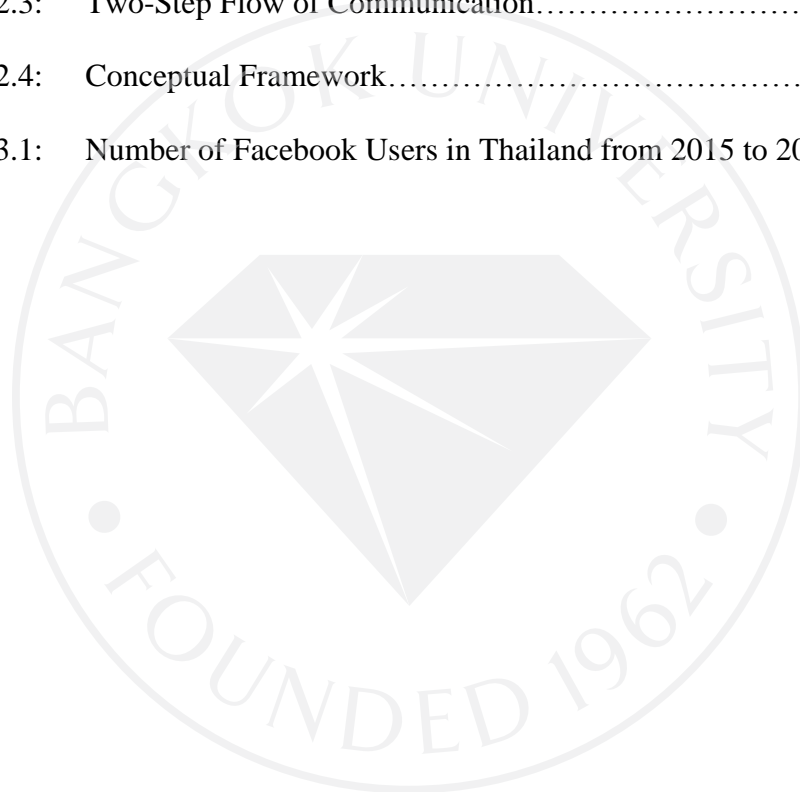 2.3: Two-Step Flow of Communication……………………
2.4: Conceptual Framework…………………………………
3.1: Number of Facebook Users in Thailand from 2015 to 20
BANGKOK UNIVERSITY
• FOUNDED 1962 •